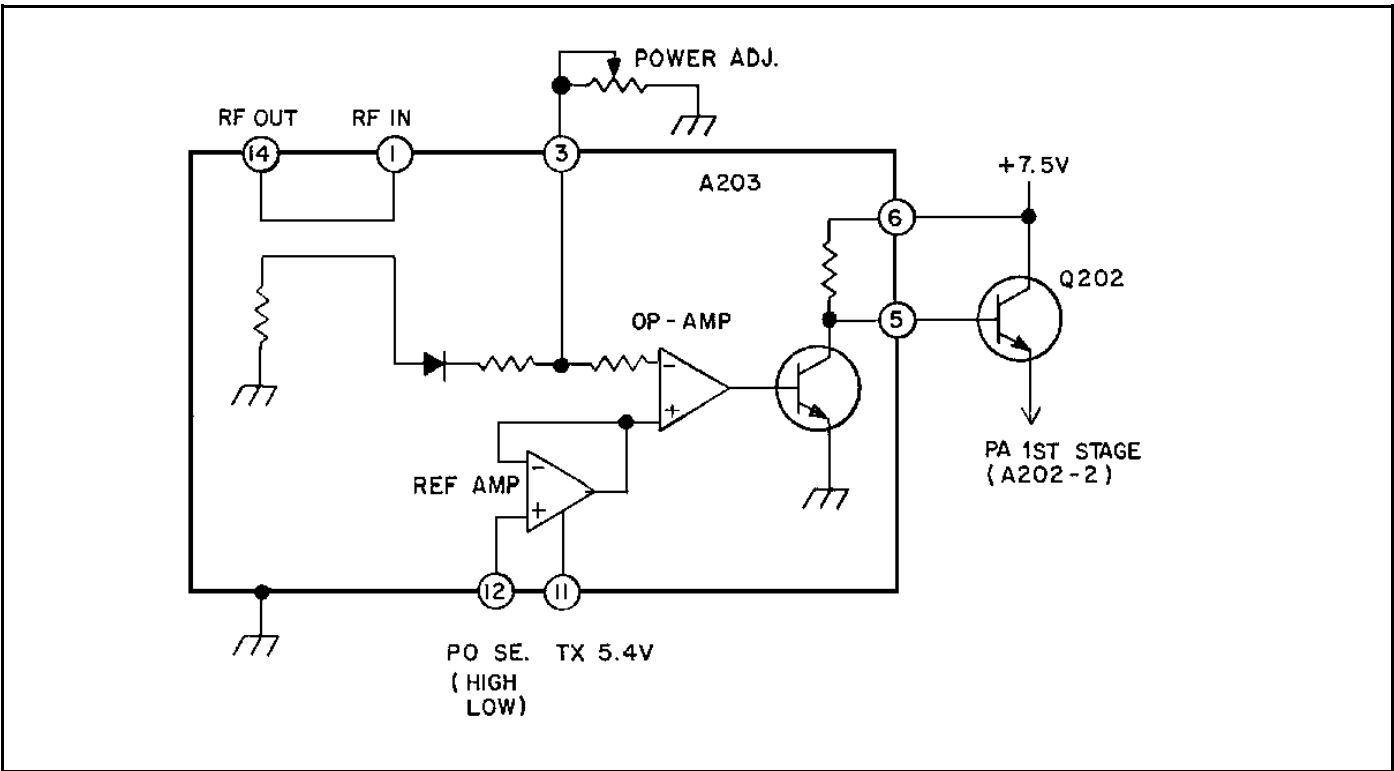 POWER ADJ.
RF OUT
RF IN
14
1
3
A203
+7.5V
6
Q202
5
OP-AMP
-
+
REF AMP
-
+
PA 1ST STAGE
(A202-2)
12
11
PO SE.
TX 5.4V
(HIGH
LOW)